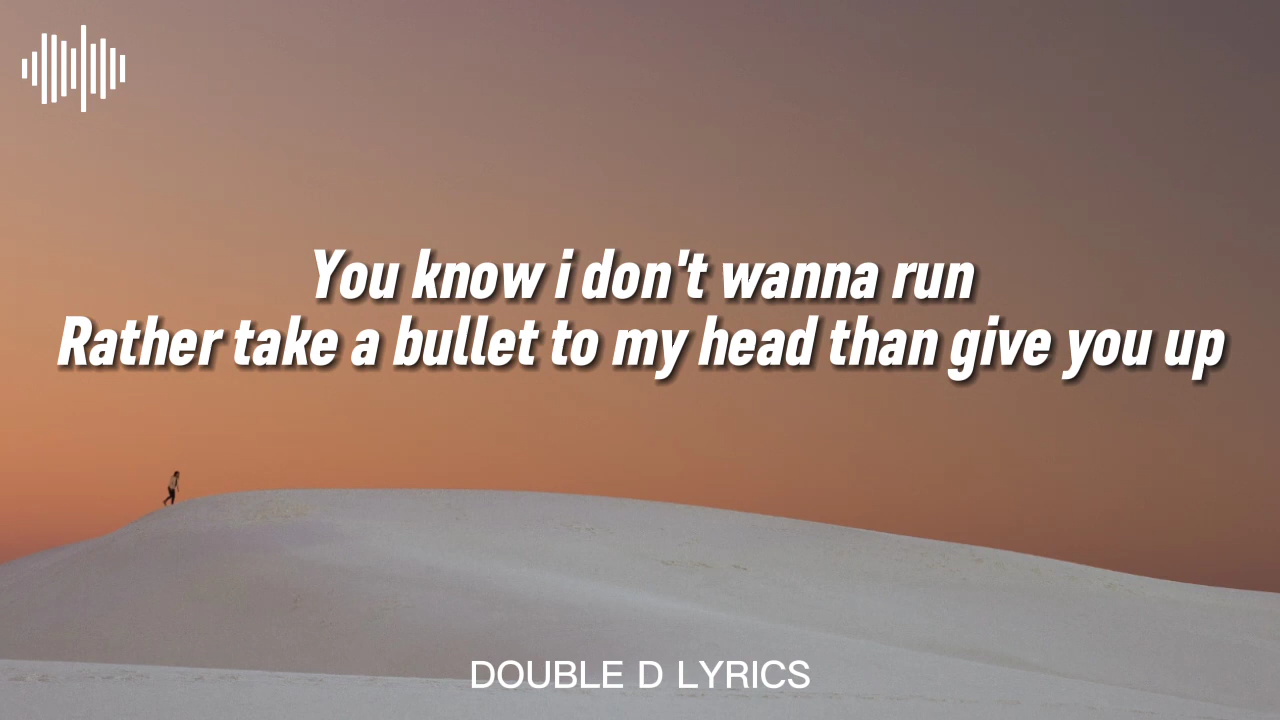 You know i don't wanna run
Rather take a bullet to my head than give you up
DOUBLE D LYRICS